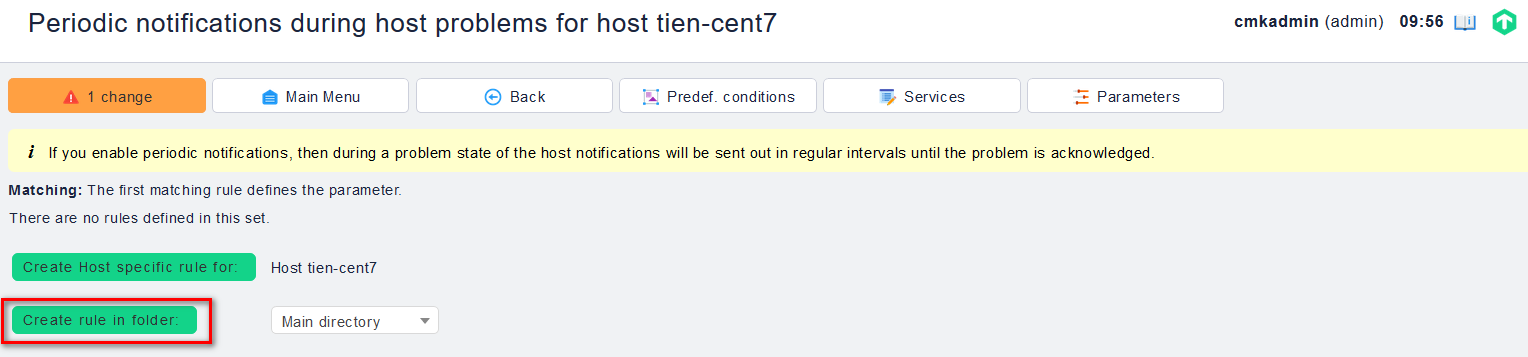 Periodic notifications during host problems for host tien-cent7
cmkadmin (admin) 09:56
1 change
Main Menu
Back
Predef. conditions
Services
Parameters
i If you enable periodic notifications, then during a problem state of the host notifications will be sent out in regular intervals until the problem is acknowledged.
Matching: The first matching rule defines the parameter.
There are no rules defined in this set.
Create Host specific rule for: Host tien-cent7
Create rule in folder: Main directory